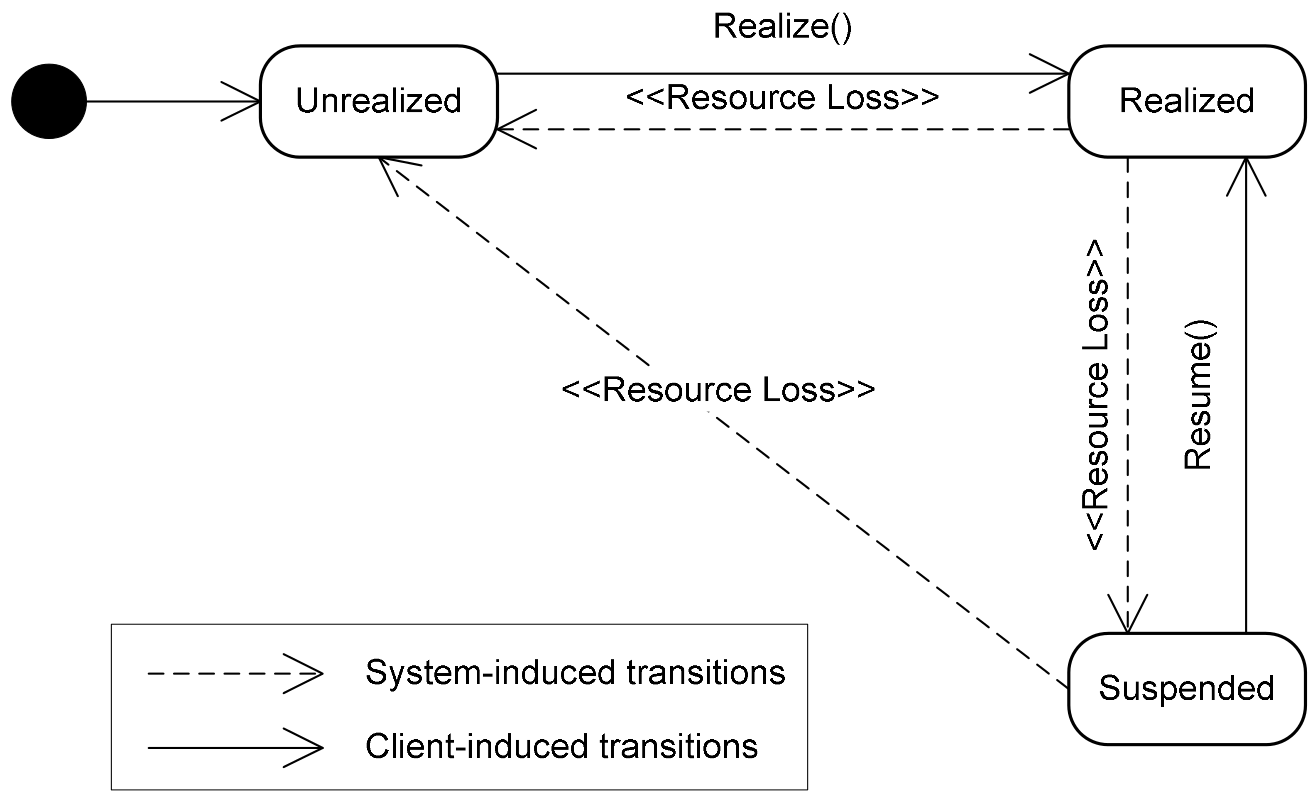 Realize()
Unrealized
<<Resource Loss>>
Realized
<<Resource Loss>>
Resume()
<<Resource Loss>>
Suspended
System-induced transitions
Client-induced transitions